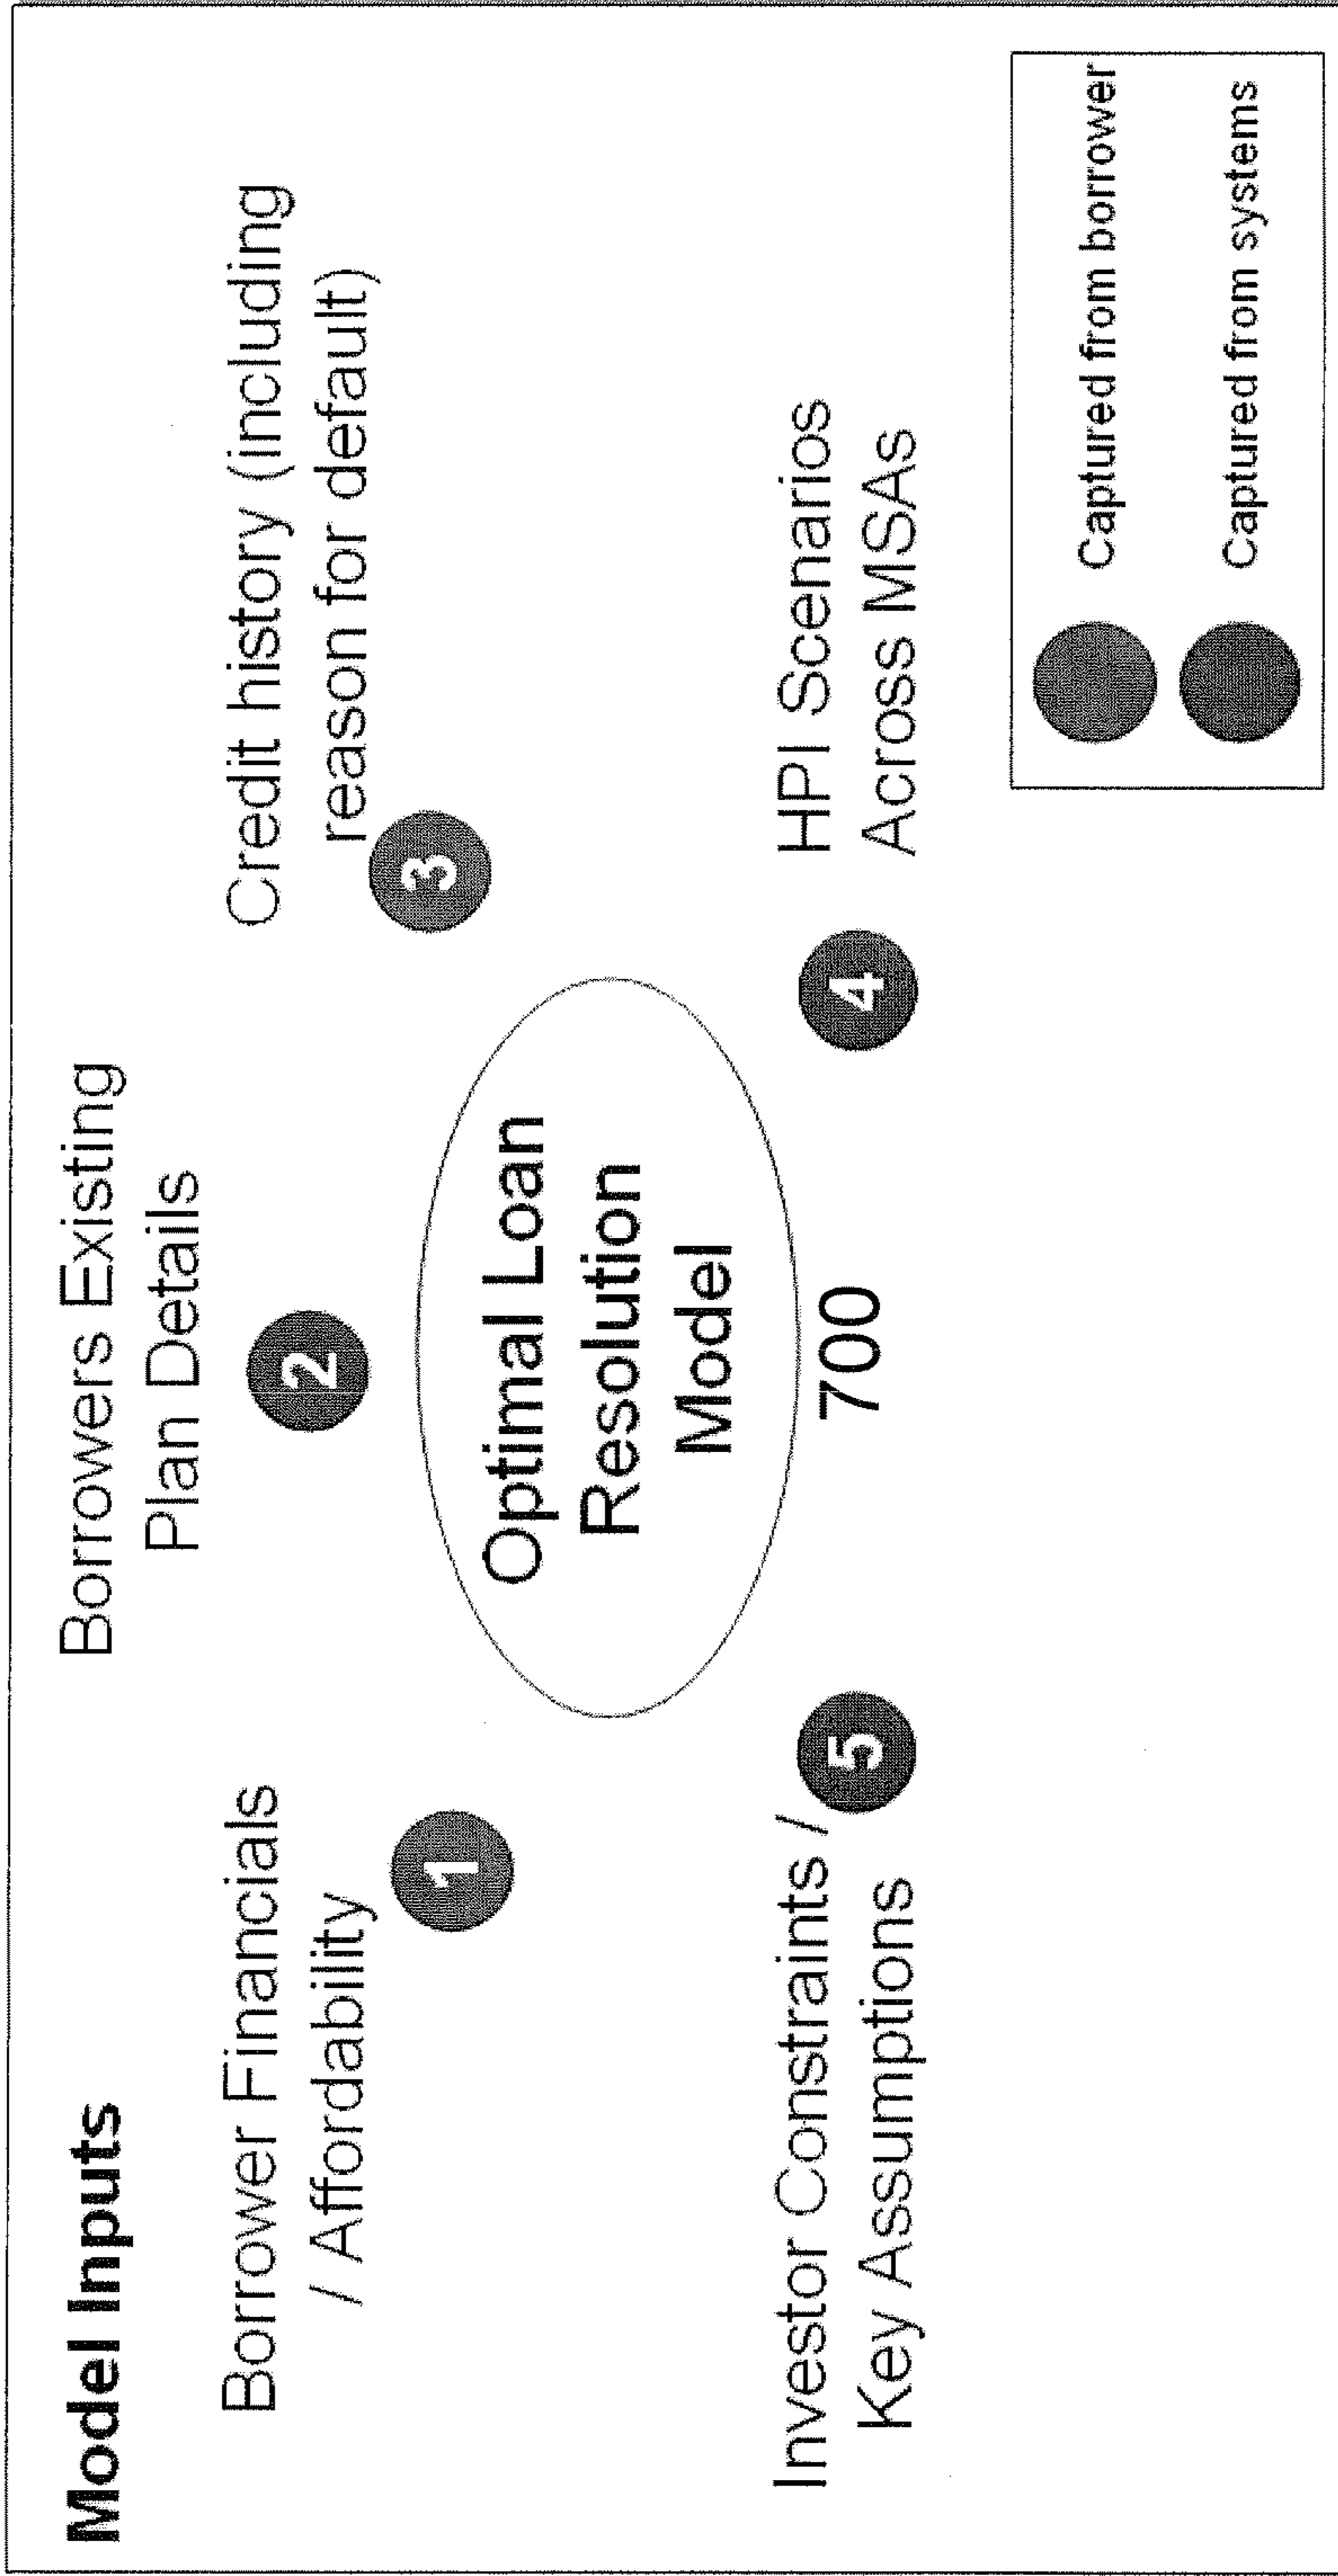 Model Inputs
Borrowers Existing
Plan Details
2
Borrower Financials
/ Affordability
1
Credit history (including
reason for default)
3
Optimal Loan
Resolution
Model
700
Investor Constraints /
Key Assumptions
5
4
HPI Scenarios
Across MSAs
Captured from borrower
Captured from systems